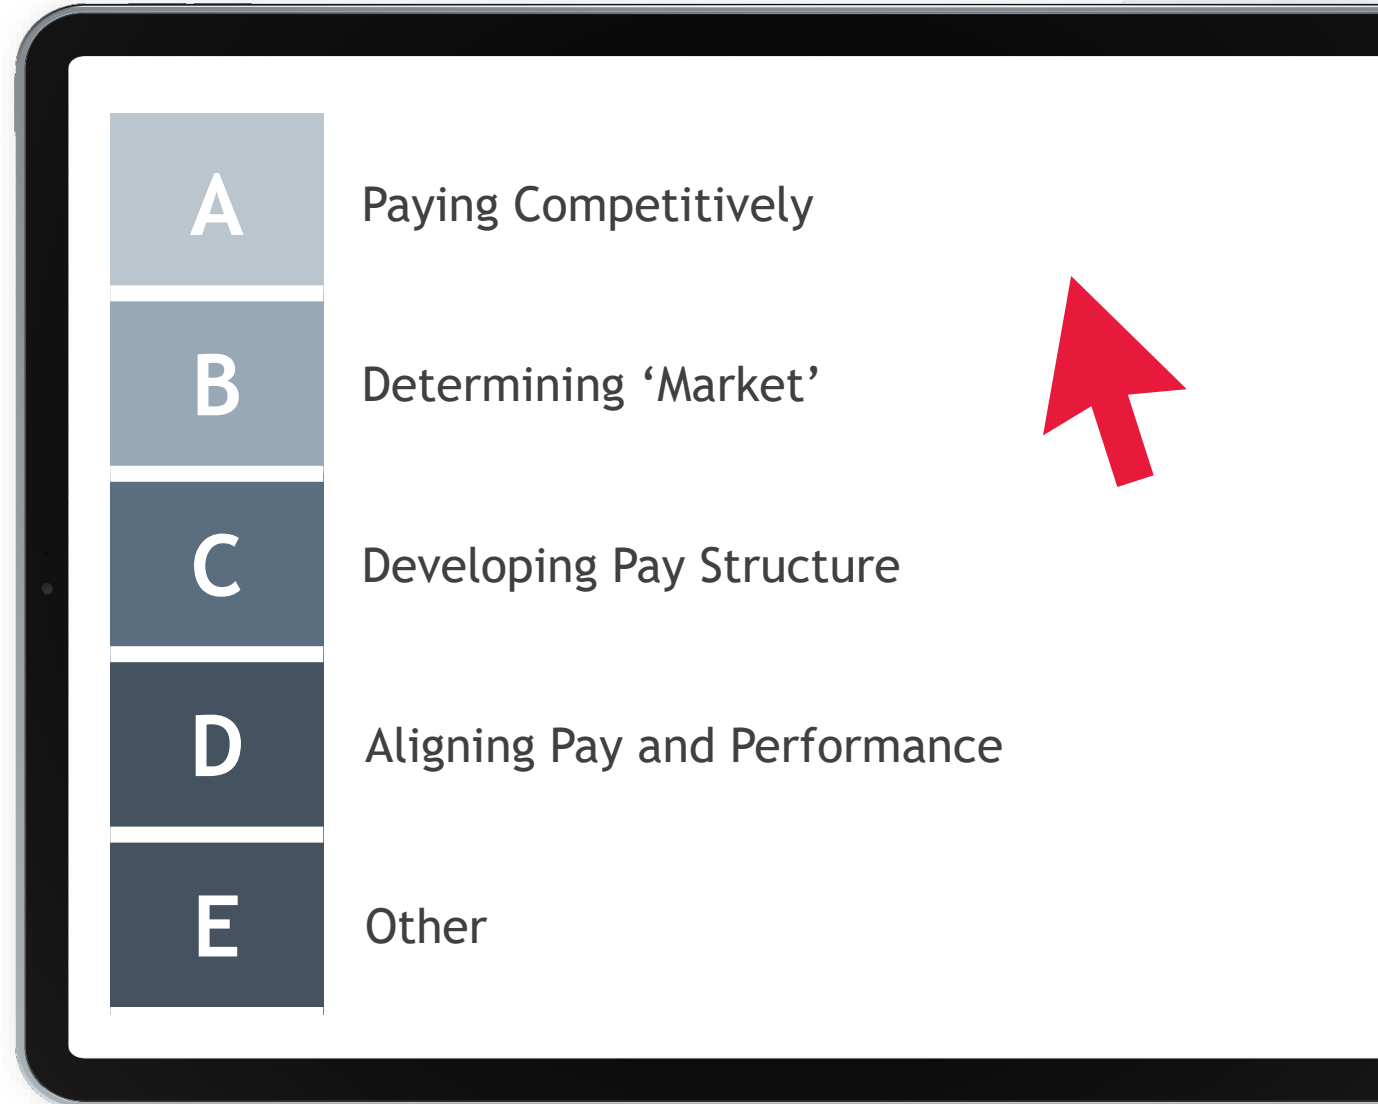 A Paying Competitively
B Determining ‘Market’
C Developing Pay Structure
D Aligning Pay and Performance
E Other